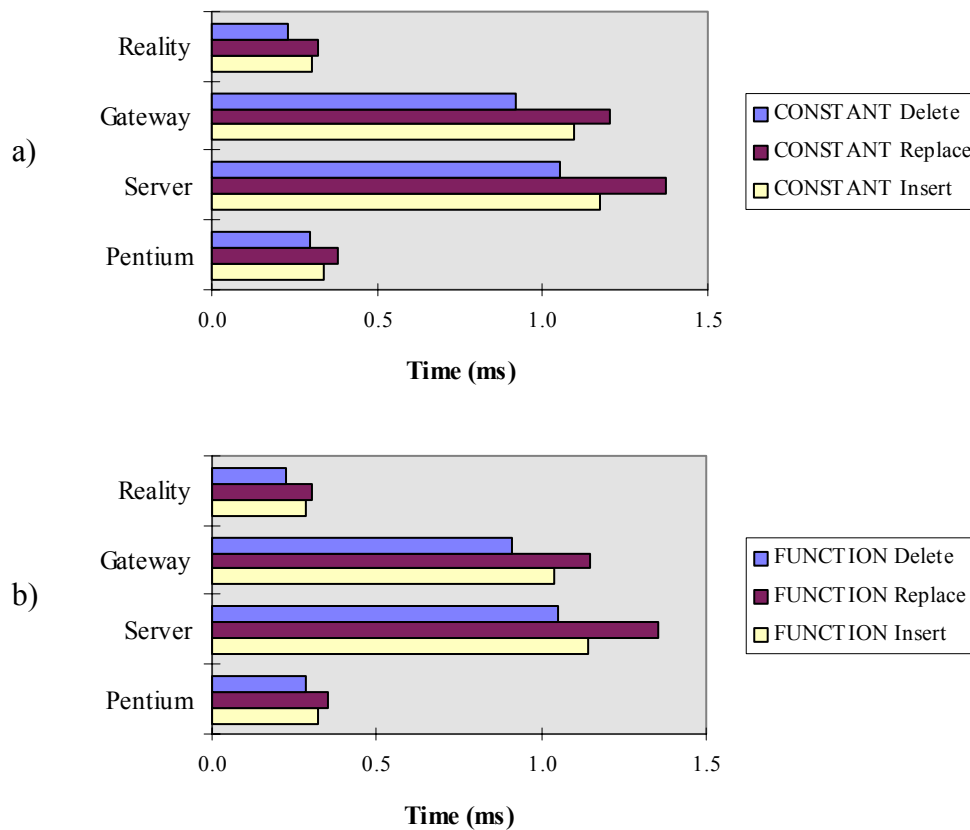 a)
Reality
Gateway
Server
Pentium
0.0 0.5 1.0 1.5
Time (ms)
CONSTANT Delete
CONSTANT Replace
CONSTANT Insert
b)
Reality
Gateway
Server
Pentium
0.0 0.5 1.0 1.5
Time (ms)
FUNCTION Delete
FUNCTION Replace
FUNCTION Insert